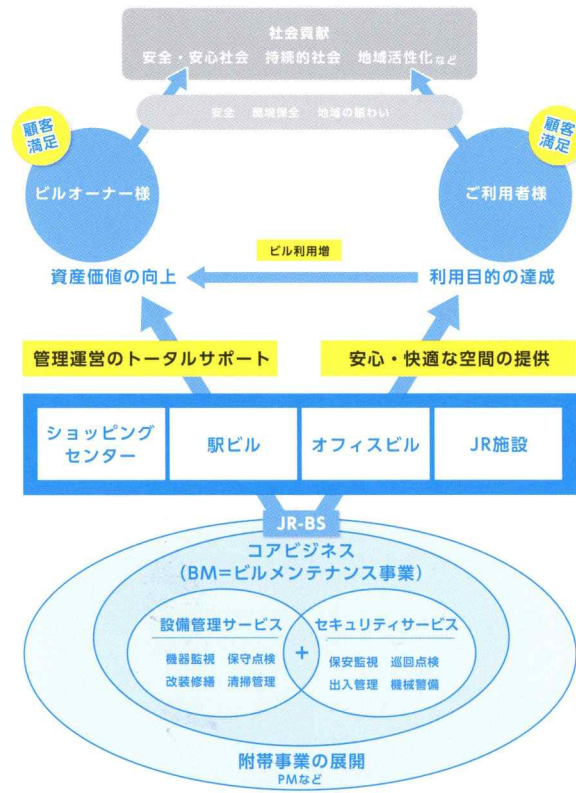 社会貢献
安全・安心社会 持続的社会 地域活性化など
安全 環境保全 地域の賑わい
顧客
満足
顧客
満足
ビルオーナー様
ご利用者様
ビル利用増
資産価値の向上
利用目的の達成
管理運営のトータルサポート
安心・快適な空間の提供
ショッピング
センター
駅ビル
オフィスビル
JR施設
JR-BS
コアビジネス
(BM=ビルメンテナンス事業)
設備管理サービス
機器監視 保守点検
改装修繕 清掃管理
+
セキュリティサービス
保安監視 巡回点検
出入管理 機械警備
附帯事業の展開
PMなど